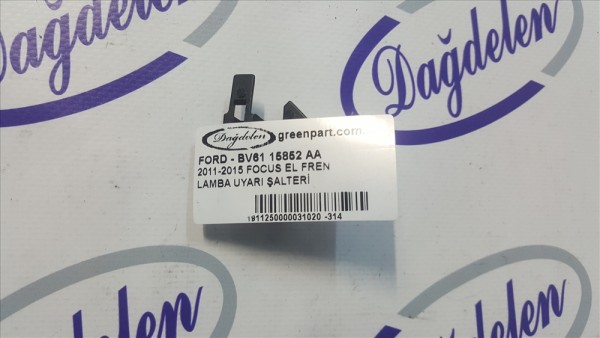 Dağdelen
Dağdelen
Dağdelen greenpart.com
FORD - BV61 15852 AA
2011-2015 FOCUS EL FREN
LAMBA UYARI ŞALTERİ
1911250000031020 -314
Dağdelen
Dağdelen